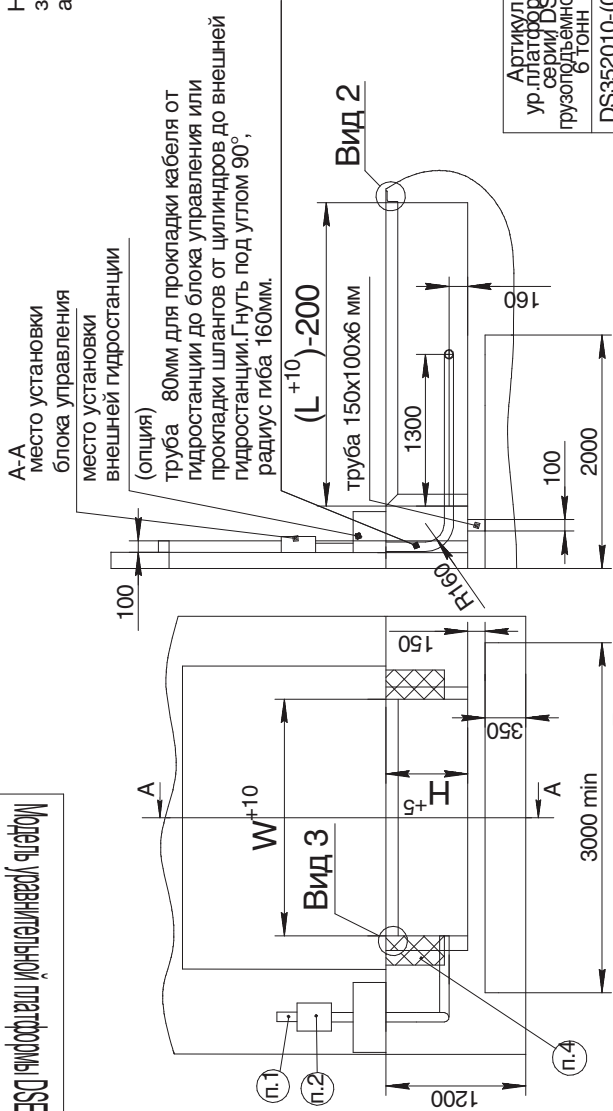 Модель уравнительной платформы DSE
Н
з
а
А-А
место установки
блока управления
место установки
внешней гидростанции
(опция)
труба 80мм для прокладки кабеля от
гидростанции до блока управления или
прокладки шлангов от цилиндров до внешней
гидростанции.Гнуть под углом 90°,
радиус гиба 160мм.
Вид 2
(L+10)-200
труба 150x100x6 мм
1300
160
100
R160
100
2000
A
W+10
Вид 3
H+5
150
350
A
3000 min
1200
п.1
п.2
п.4
Артикул
ур.платфор
серии DS
грузоподъемно
6 тонн
DS352010-(